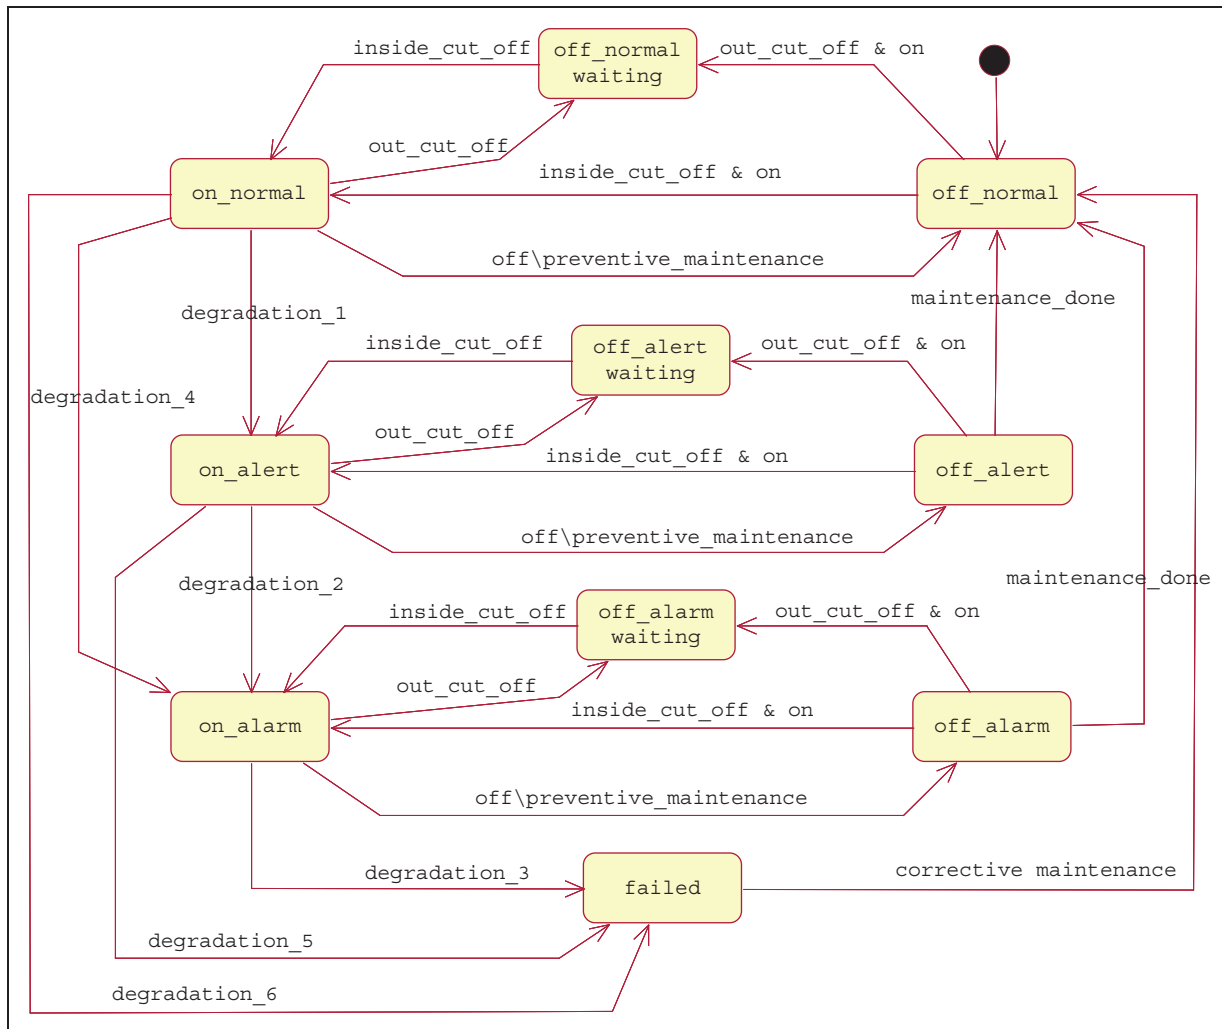 inside_cut_off
off_normal
waiting
out_cut_off & on
out_cut_off
inside_cut_off & on
on_normal
off_normal
off\preventive_maintenance
maintenance_done
degradation_1
inside_cut_off
off_alert
waiting
out_cut_off & on
degradation_4
out_cut_off
inside_cut_off & on
on_alert
off_alert
off\preventive_maintenance
degradation_2
maintenance_done
inside_cut_off
off_alarm
waiting
out_cut_off & on
out_cut_off
inside_cut_off & on
on_alarm
off_alarm
off\preventive_maintenance
degradation_3
failed
corrective maintenance
degradation_5
degradation_6